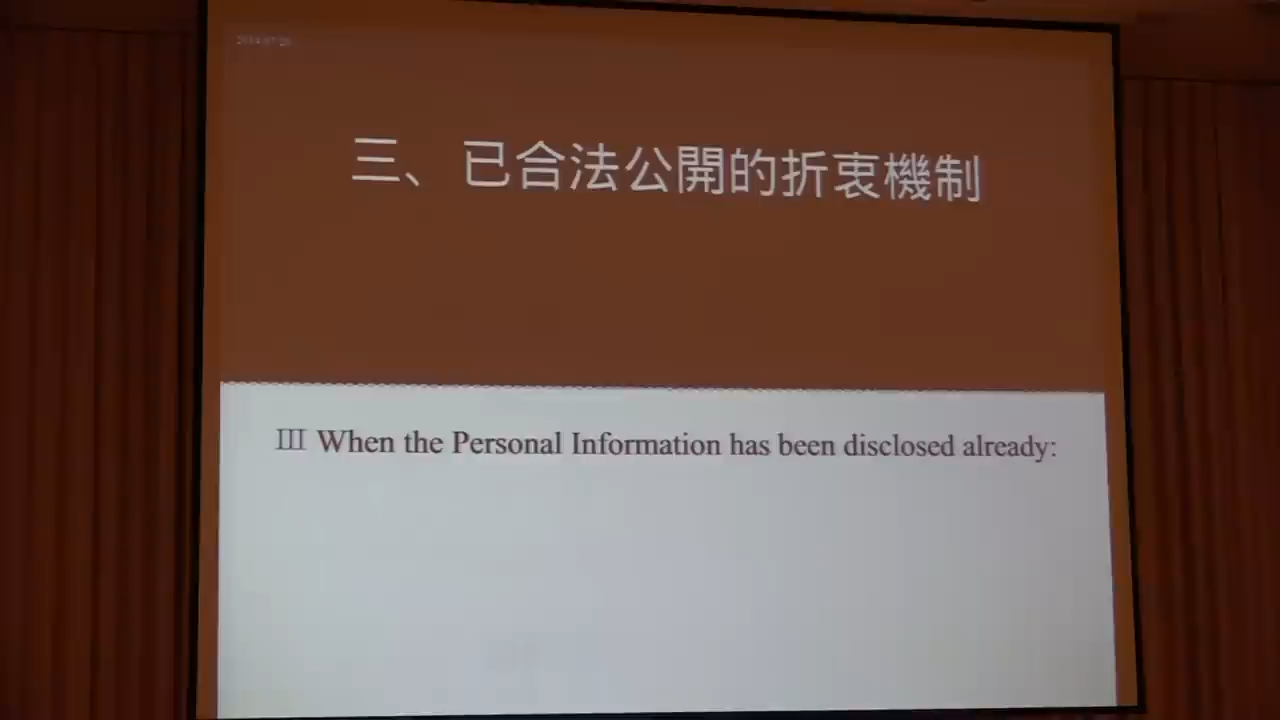 三、已合法公開的折衷機制
III When the Personal Information has been disclosed already: